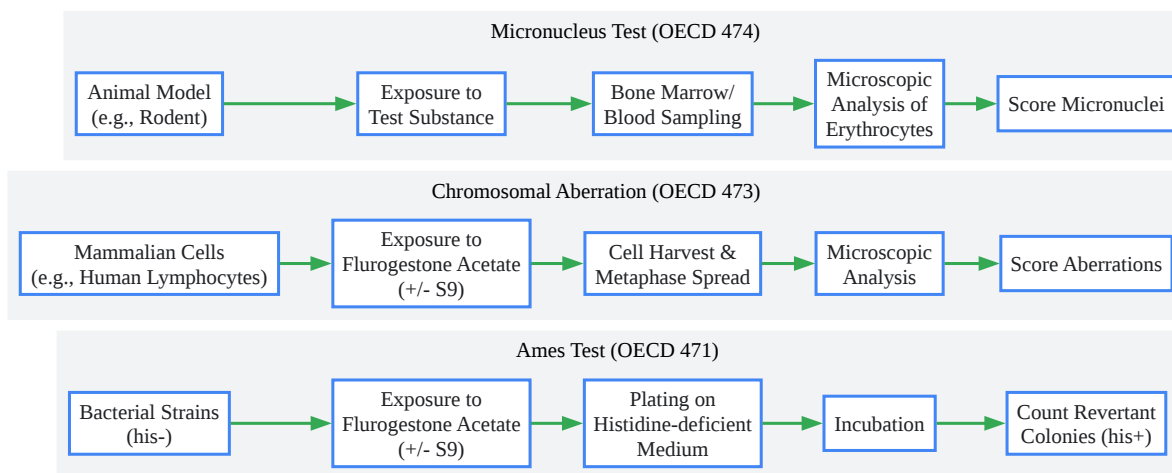 Micronucleus Test (OECD 474)
Animal Model
(e.g., Rodent)
Exposure to
Test Substance
Bone Marrow/
Blood Sampling
Microscopic
Analysis of
Erythrocytes
Score Micronuclei
Chromosomal Aberration (OECD 473)
Mammalian Cells
(e.g., Human Lymphocytes)
Exposure to
Flurogestone Acetate
(+/- S9)
Cell Harvest &
Metaphase Spread
Microscopic
Analysis
Score Aberrations
Ames Test (OECD 471)
Bacterial Strains
(his-)
Exposure to
Flurogestone Acetate
(+/- S9)
Plating on
Histidine-deficient
Medium
Incubation
Count Revertant
Colonies (his+)